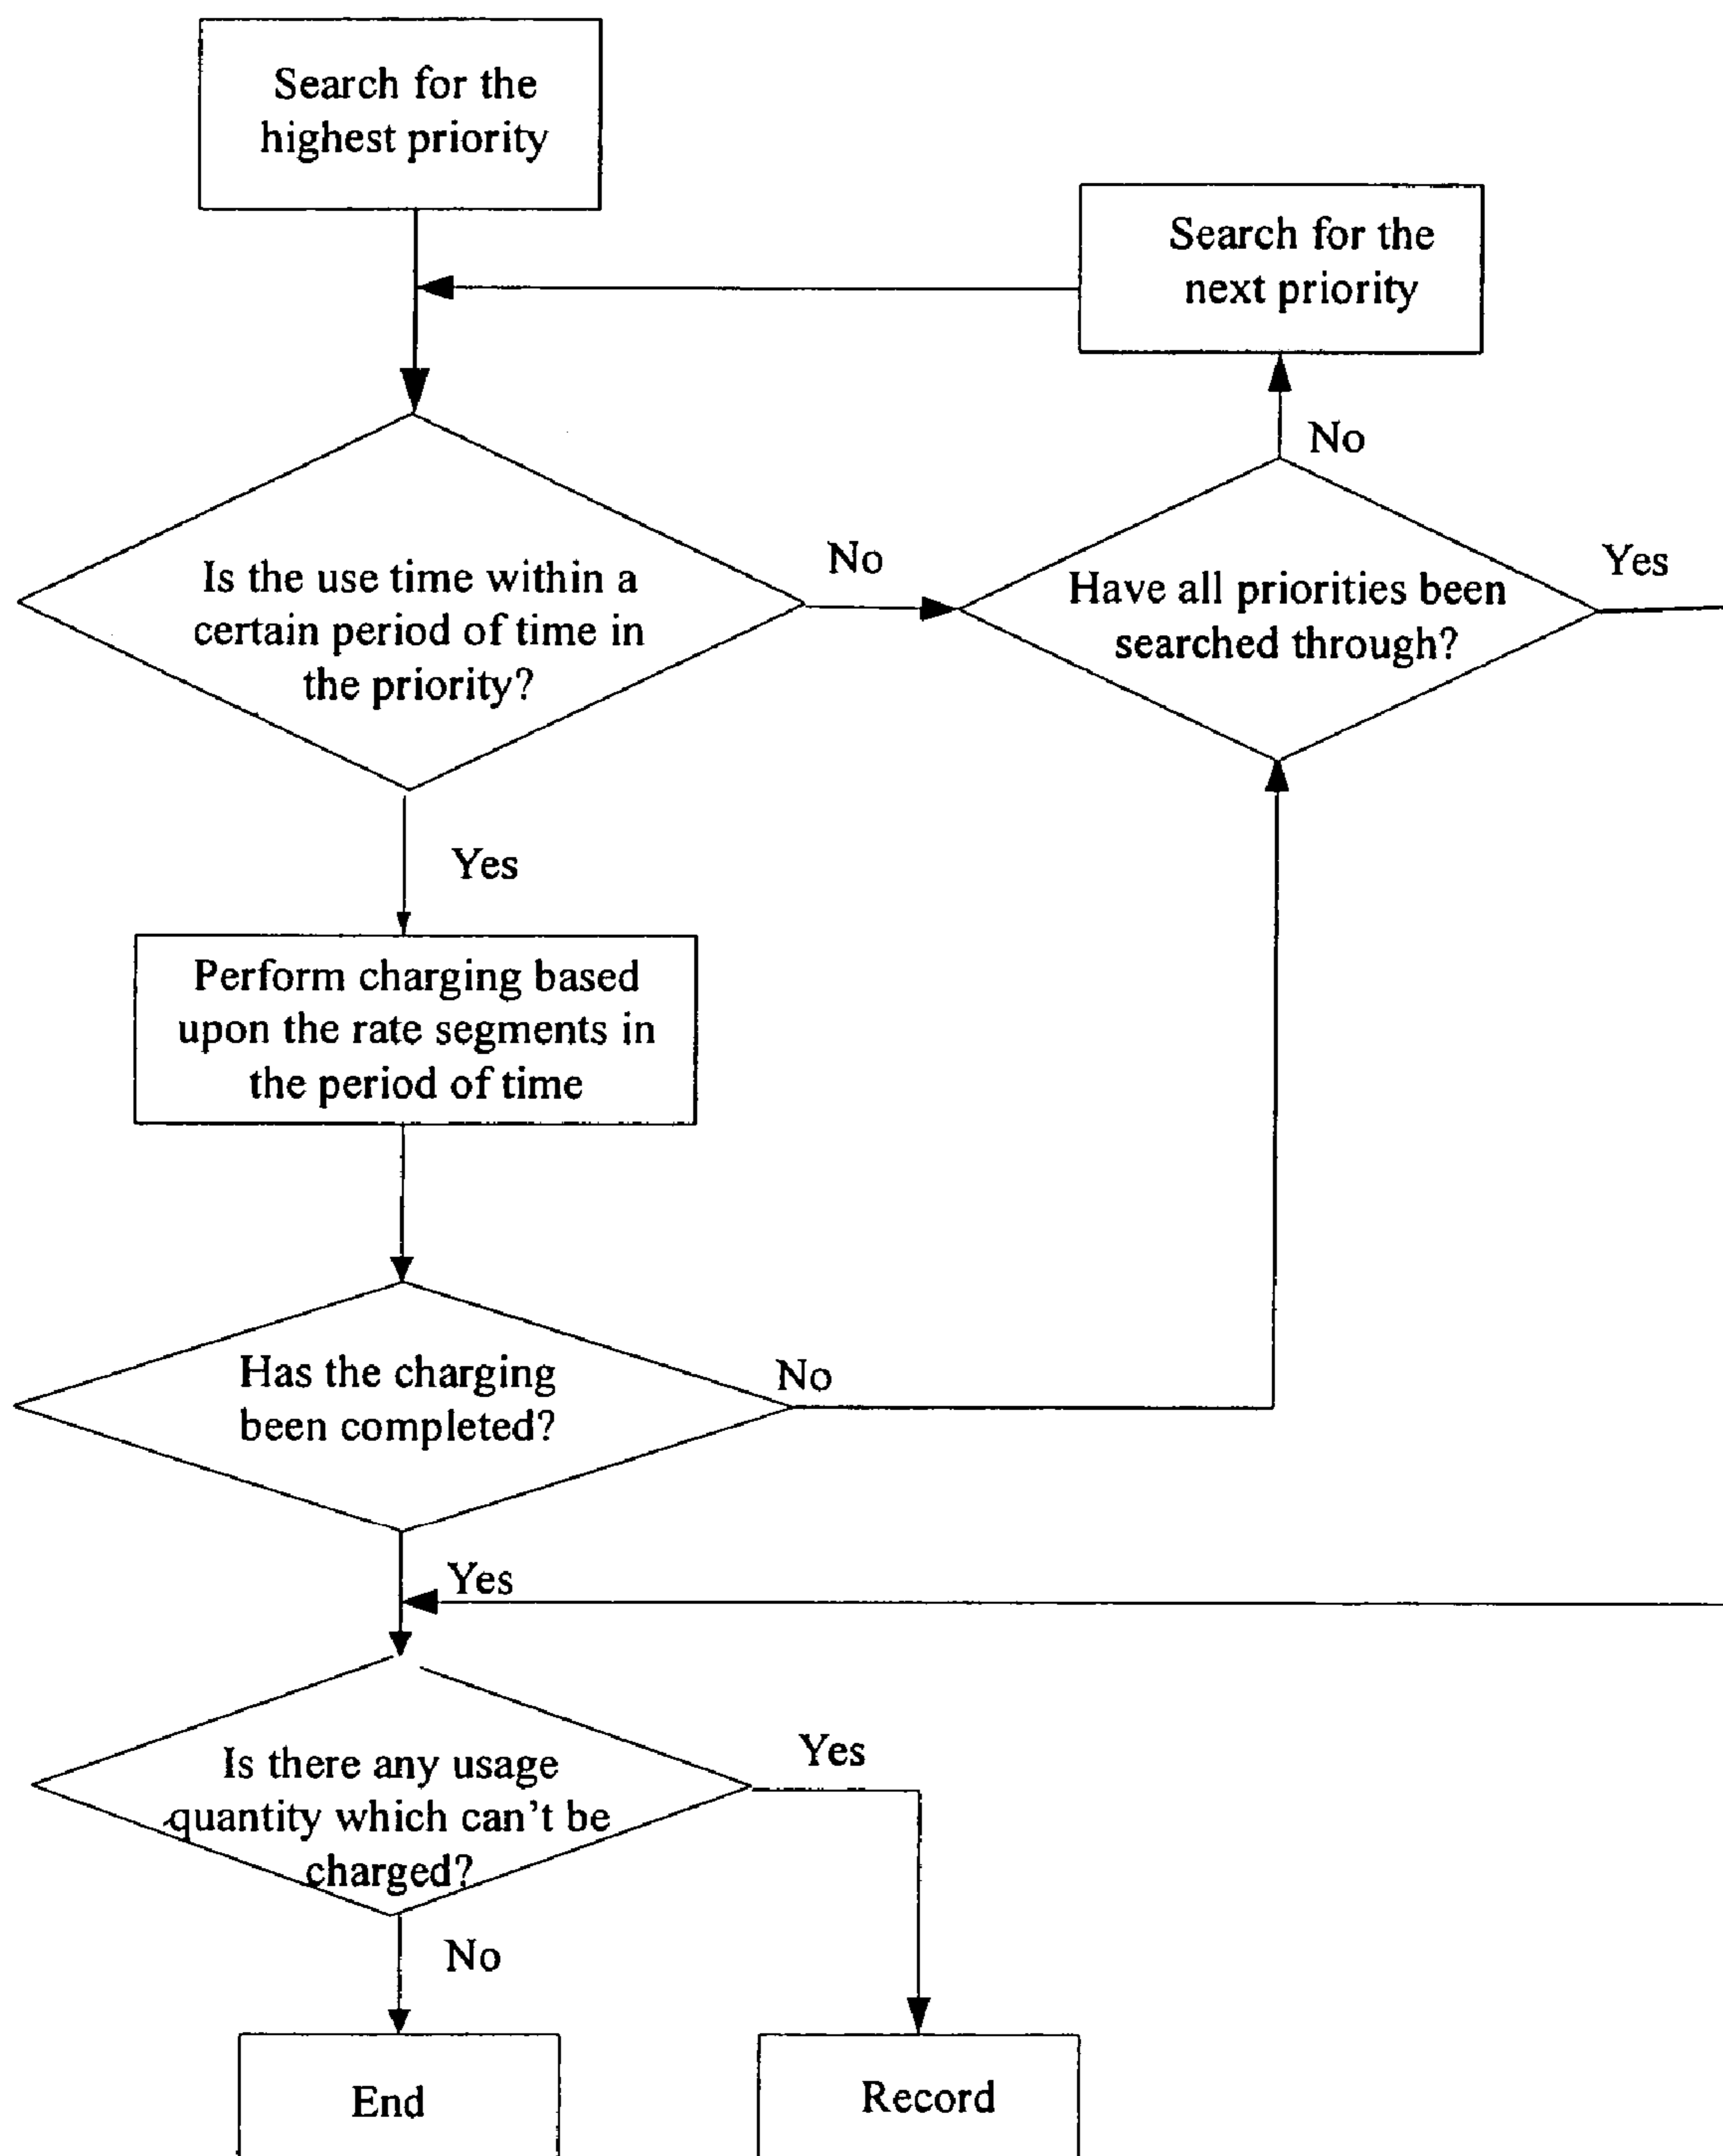 Search for the
highest priority
Search for the
next priority
No
Is the use time within a
certain period of time in
the priority?
No
Have all priorities been
searched through?
Yes
Yes
Perform charging based
upon the rate segments in
the period of time
Has the charging
been completed?
No
Yes
Is there any usage
quantity which can't be
charged?
Yes
No
End
Record